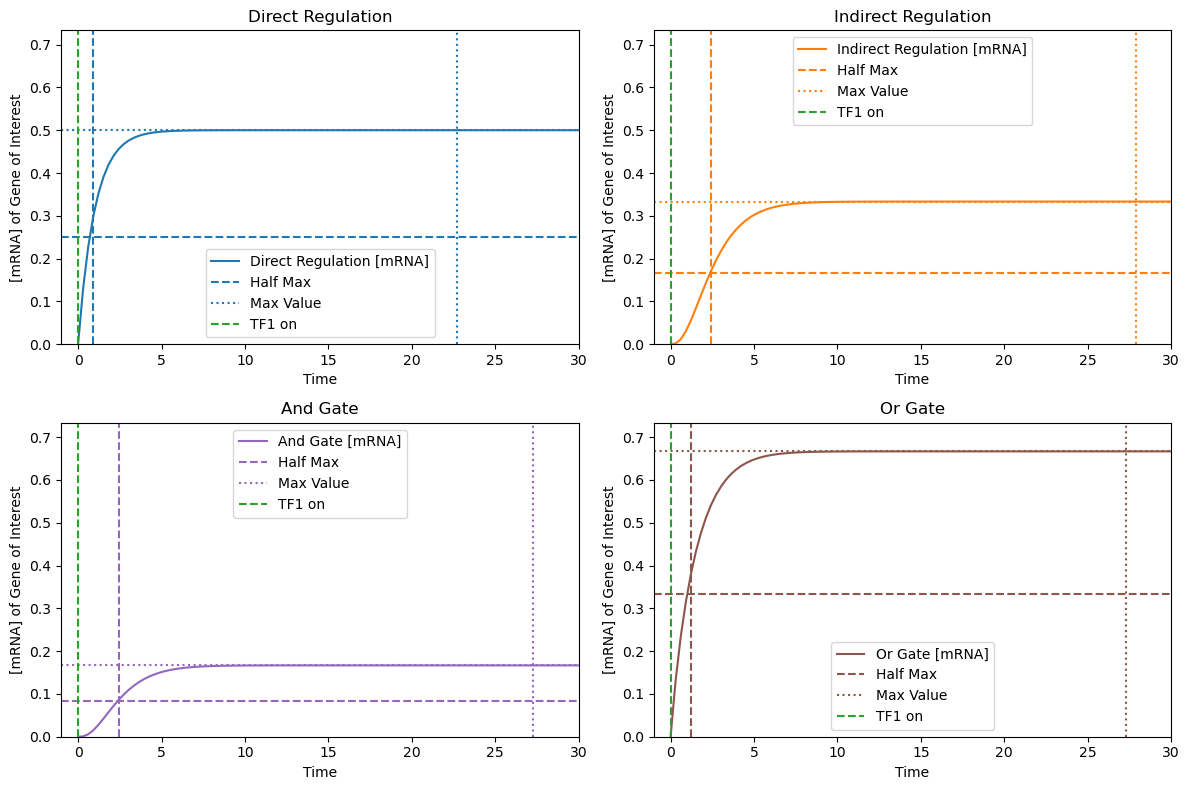 Direct Regulation
[mRNA] of Gene of Interest
0.7
0.6
0.5
0.4
0.3
0.2
0.1
0.0
Direct Regulation [mRNA]
Half Max
Max Value
TF1 on
0 5 10 15 20 25 30
Time
Indirect Regulation
[mRNA] of Gene of Interest
0.7
0.6
0.5
0.4
0.3
0.2
0.1
0.0
Indirect Regulation [mRNA]
Half Max
Max Value
TF1 on
0 5 10 15 20 25 30
Time
And Gate
[mRNA] of Gene of Interest
0.7
0.6
0.5
0.4
0.3
0.2
0.1
0.0
And Gate [mRNA]
Half Max
Max Value
TF1 on
0 5 10 15 20 25 30
Time
Or Gate
[mRNA] of Gene of Interest
0.7
0.6
0.5
0.4
0.3
0.2
0.1
0.0
Or Gate [mRNA]
Half Max
Max Value
TF1 on
0 5 10 15 20 25 30
Time